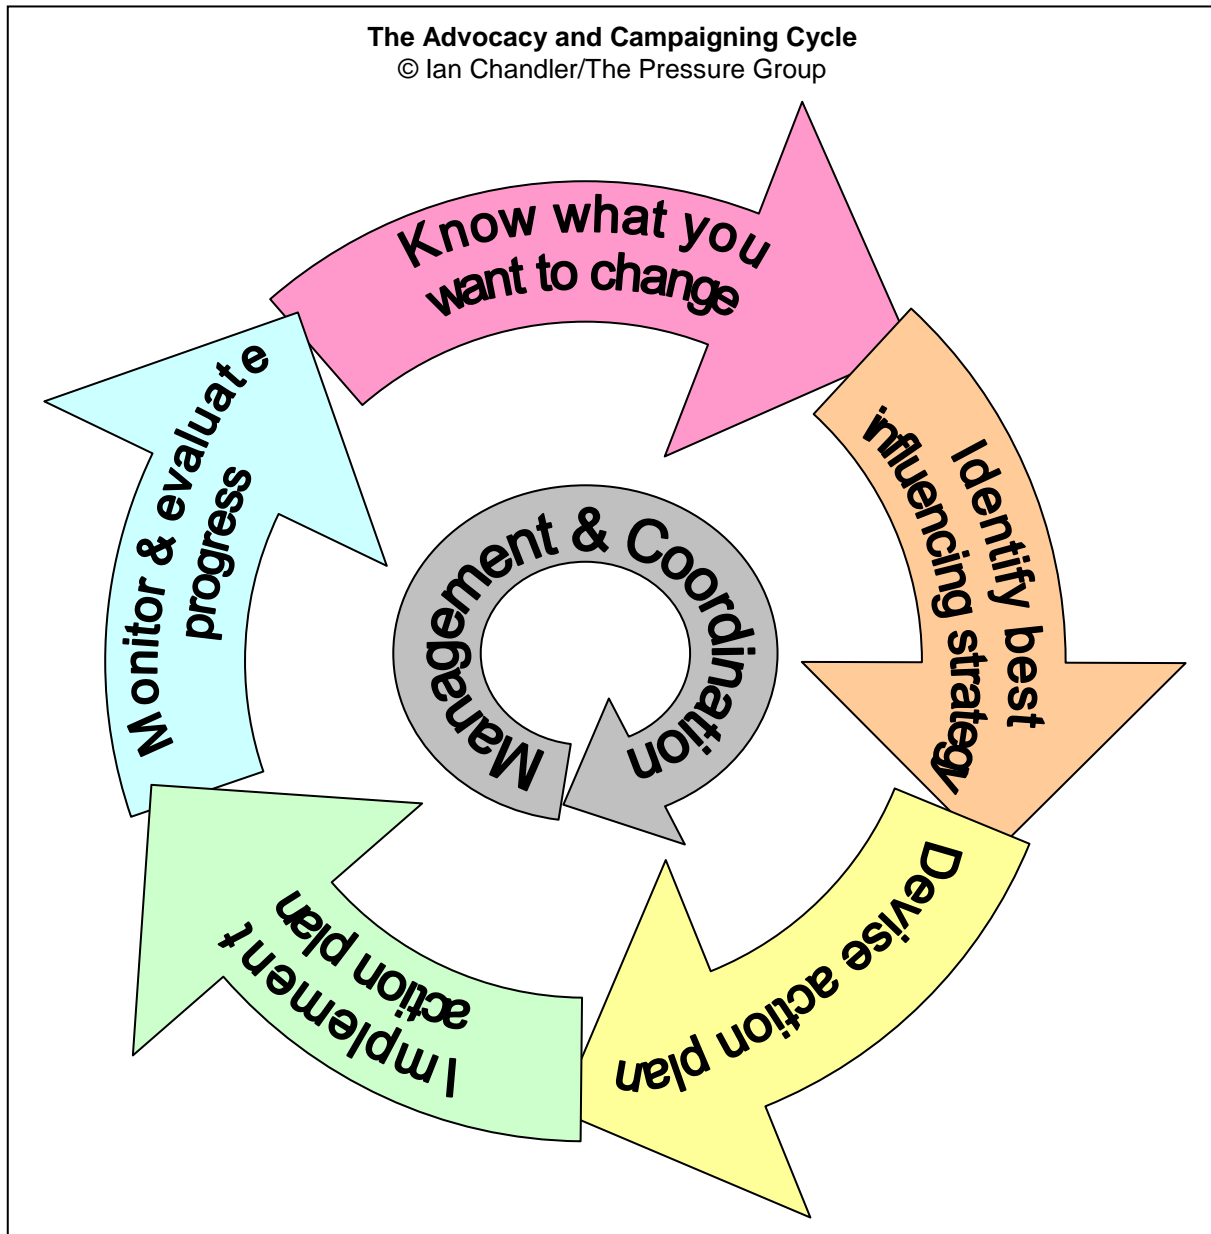 The Advocacy and Campaigning Cycle
© Ian Chandler/The Pressure Group
Know what you
want to change
Identify best
influencing strategy
Devise action plan
Implement
action plan
Monitor & evaluate
progress
Management & Coordination